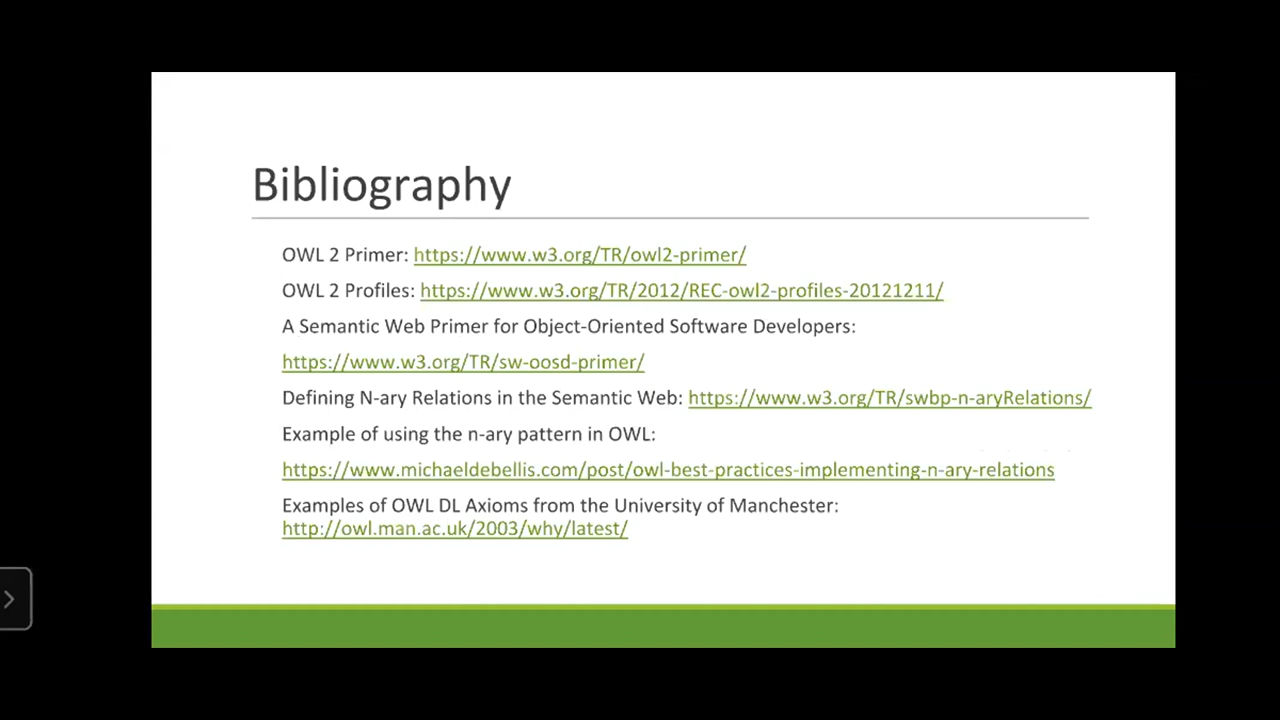 Bibliography
OWL 2 Primer: https://www.w3.org/TR/owl2-primer/
OWL 2 Profiles: https://www.w3.org/TR/2012/REC-owl2-profiles-20121211/
A Semantic Web Primer for Object-Oriented Software Developers:
https://www.w3.org/TR/sw-oosd-primer/
Defining N-ary Relations in the Semantic Web: https://www.w3.org/TR/swbp-n-aryRelations/
Example of using the n-ary pattern in OWL:
https://www.michaeldebellis.com/post/owl-best-practices-implementing-n-ary-relations
Examples of OWL DL Axioms from the University of Manchester:
http://owl.man.ac.uk/2003/why/latest/